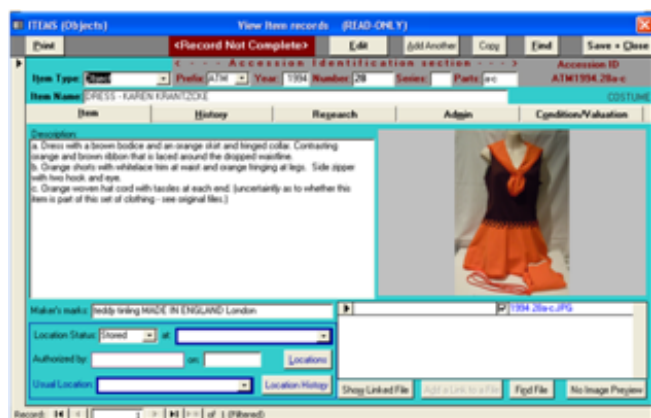 ITEMS (Objects) View Item records (READ-ONLY)
Print <Record Not Complete> Edit Add Another Copy Find Save + Close
< - - - Accession Identification section - - - > Accession ID
Item Type: Object Prefix: ATM Year: 1994 Number: 28 Series: Parts: a-c ATM1994.28a-c
Item Name: DRESS - KAREN KRANTZCKE COSTUME
Item History Research Admin Condition/Valuation
Description
a. Dress with a brown bodice and an orange skirt and fringed collar. Contrasting
orange and brown ribbon that is laced around the dropped waistline.
b. Orange shorts with whitelace trim at waist and orange fringing at legs. Side zipper
with two hook and eye.
c. Orange woven hat cord with tassles at each end. (uncertainly as to whether this
item is part of this set of clothing - see original files.)
Maker's marks: teddy tinling MADE IN ENGLAND London
1994-28a-c.JPG
Location Status: Stored at:
Authorized by: on: Locations
Usual Location: Location History
Show Linked File Add a Link to a File Find File No Image Preview
Record: 1 of 1 (Filtered)